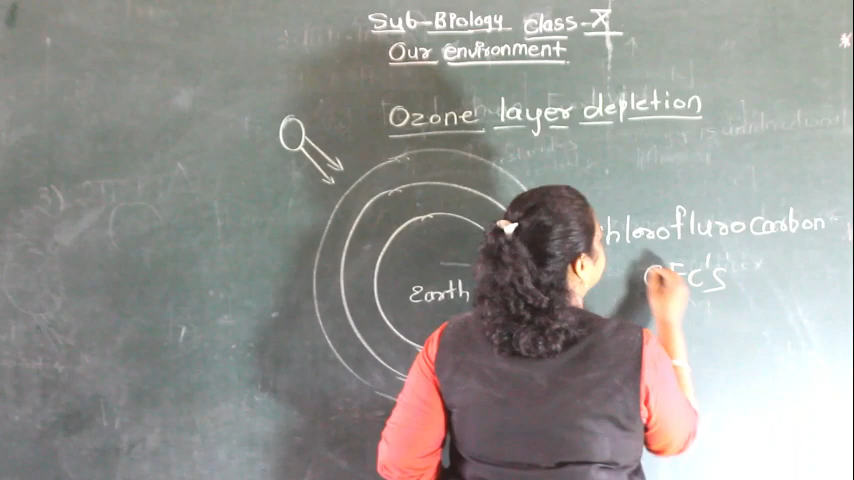 Sub-Biology class-X
Our environment
Ozone layer depletion
hlorofluro carbon
CFC's
Earth